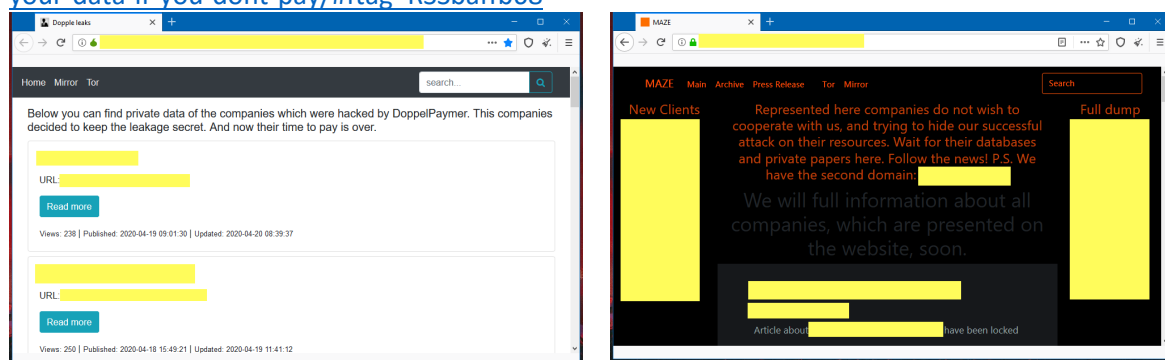 your-data-if-you-dont-pay/#ftag=RSSbaffb68
Dopple leaks
Home Mirror Tor
search...
Below you can find private data of the companies which were hacked by DoppelPaymer. This companies
decided to keep the leakage secret. And now their time to pay is over.
URL:
Read more
Views: 238 | Published: 2020-04-19 09:01:30 | Updated: 2020-04-20 08:39:37
URL:
Read more
Views: 250 | Published: 2020-04-18 15:49:21 | Updated: 2020-04-19 11:41:12
MAZE
MAZE Main Archive Press Release Tor Mirror
Search
New Clients
Represented here companies do not wish to
cooperate with us, and trying to hide our successful
attack on their resources. Wait for their databases
and private papers here. Follow the news! P.S. We
have the second domain:
Full dump
We will full information about all
companies, which are presented on
the website, soon.
Article about have been locked